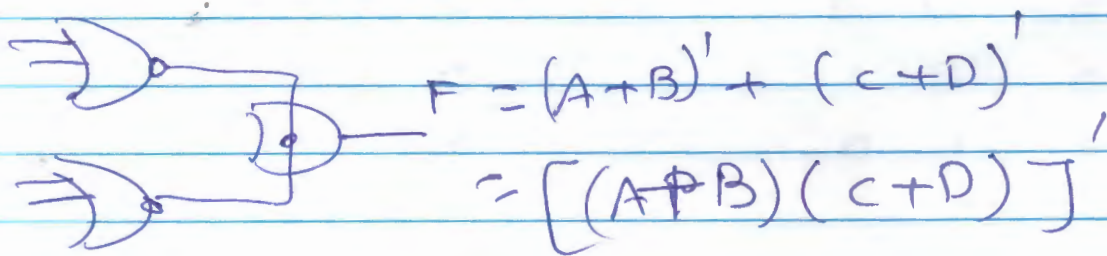 F = (A+B)' + (C+D)'
= [(A+B)(C+D)]'